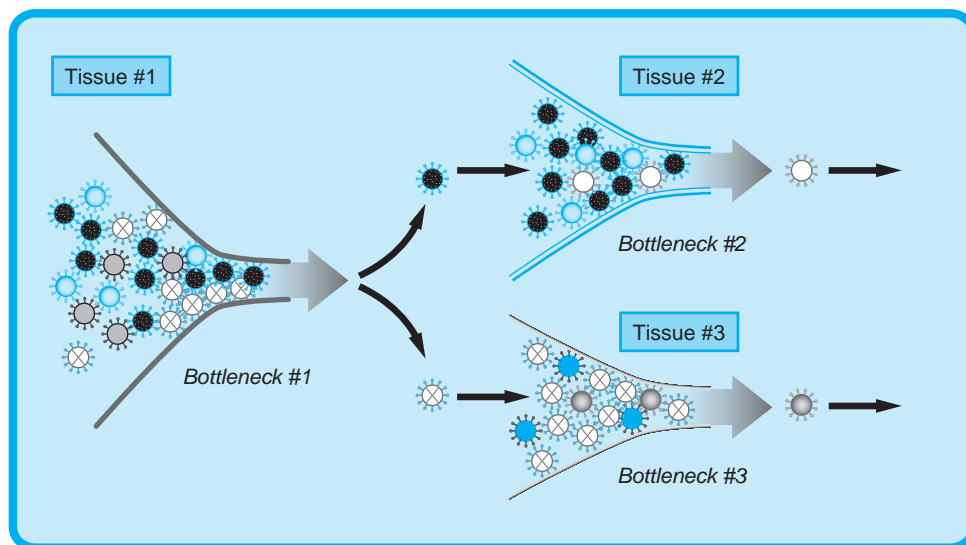 Tissue #1
Tissue #2
Bottleneck #2
Bottleneck #1
Tissue #3
Bottleneck #3